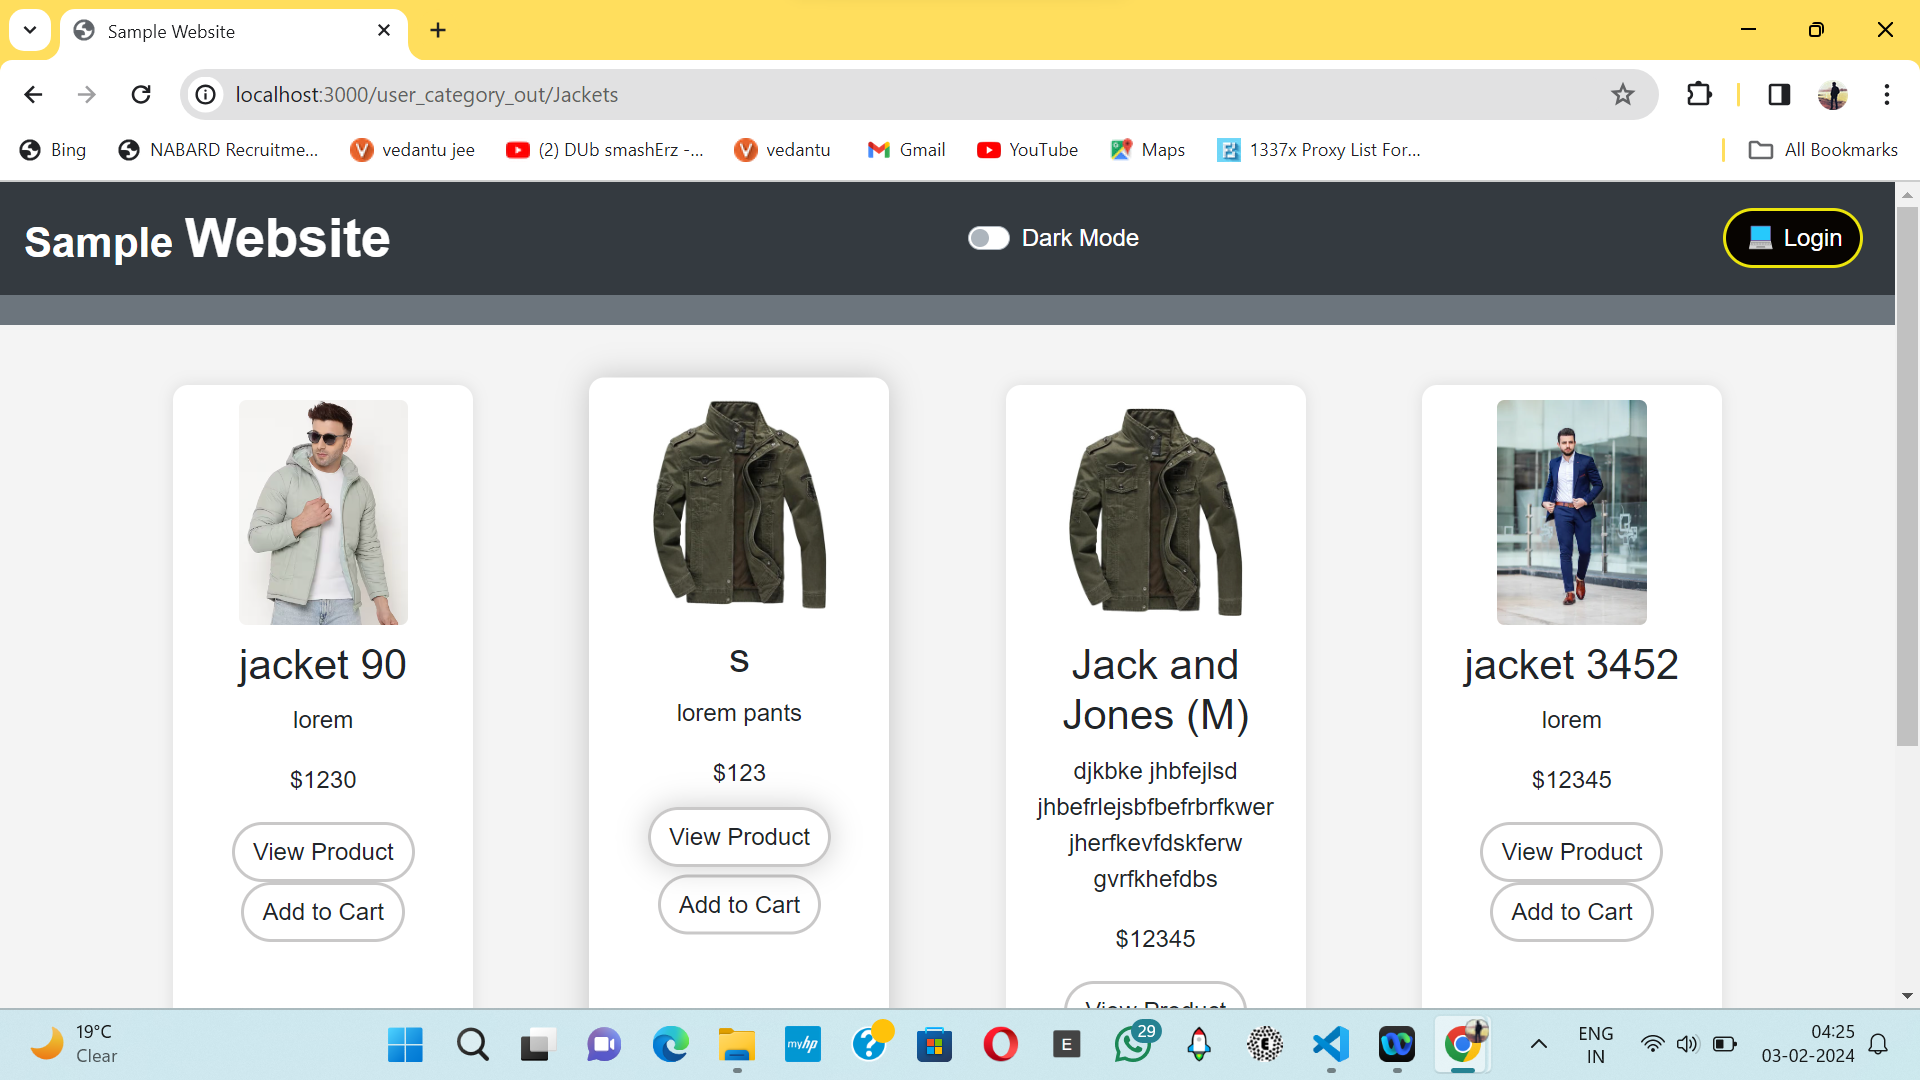 Sample Website
localhost:3000/user_category_out/Jackets
Bing
NABARD Recruitme...
vedantu jee
(2) DUb smashErz -...
vedantu
Gmail
YouTube
Maps
1337x Proxy List For...
All Bookmarks
Sample Website
Dark Mode
Login
jacket 90
lorem
$1230
View Product
Add to Cart
s
lorem pants
$123
View Product
Add to Cart
Jack and
Jones (M)
djkbke jhbfejlsd
jhbefrlejsbfbefrbrfkwer
jherfkevfdskferw
gvrfkhefdbs
$12345
View Product
jacket 3452
lorem
$12345
View Product
Add to Cart
19°C
Clear
myhp
?
E
29
E
ENG
IN
04:25
03-02-2024